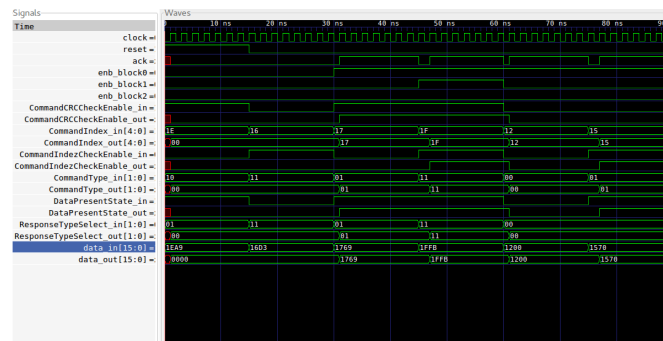 Signals
Waves
Time
10 ns 20 ns 30 ns 40 ns 50 ns 60 ns 70 ns 80 ns 90 ns
clock =
reset =
ack =
enb_block0 =
enb_block1 =
enb_block2 =
CommandCRCCheckEnable_in =
CommandCRCCheckEnable_out =
CommandIndex_in[4:0] = 1E 16 17 1F 12 15
CommandIndex_out[4:0] = 00 17 1F 12 15
CommandIndezCheckEnable_in =
CommandIndezCheckEnable_out =
CommandType_in[1:0] = 10 11 01 11 00 01
CommandType_out[1:0] = 00 01 11 00 01
DataPresentState_in =
DataPresentState_out =
ResponseTypeSelect_in[1:0] = 01 11 01 11 00
ResponseTypeSelect_out[1:0] = 00 01 11 00
data_in[15:0] = 1EA9 16D3 1769 1FFB 1200 1570
data_out[15:0] = 0000 1769 1FFB 1200 1570